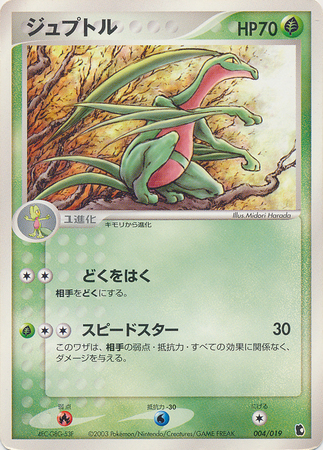 ジュプトル HP70
Illus.Midori Harada
1進化
キモリから進化
どくをはく
相手をどくにする。
スピードスター 30
このワザは、相手の弱点・抵抗力・すべての効果に関係なく、
ダメージを与える。
弱点 抵抗力 -30 にげる
©2003 Pokémon/Nintendo/Creatures/GAME FREAK 004/019